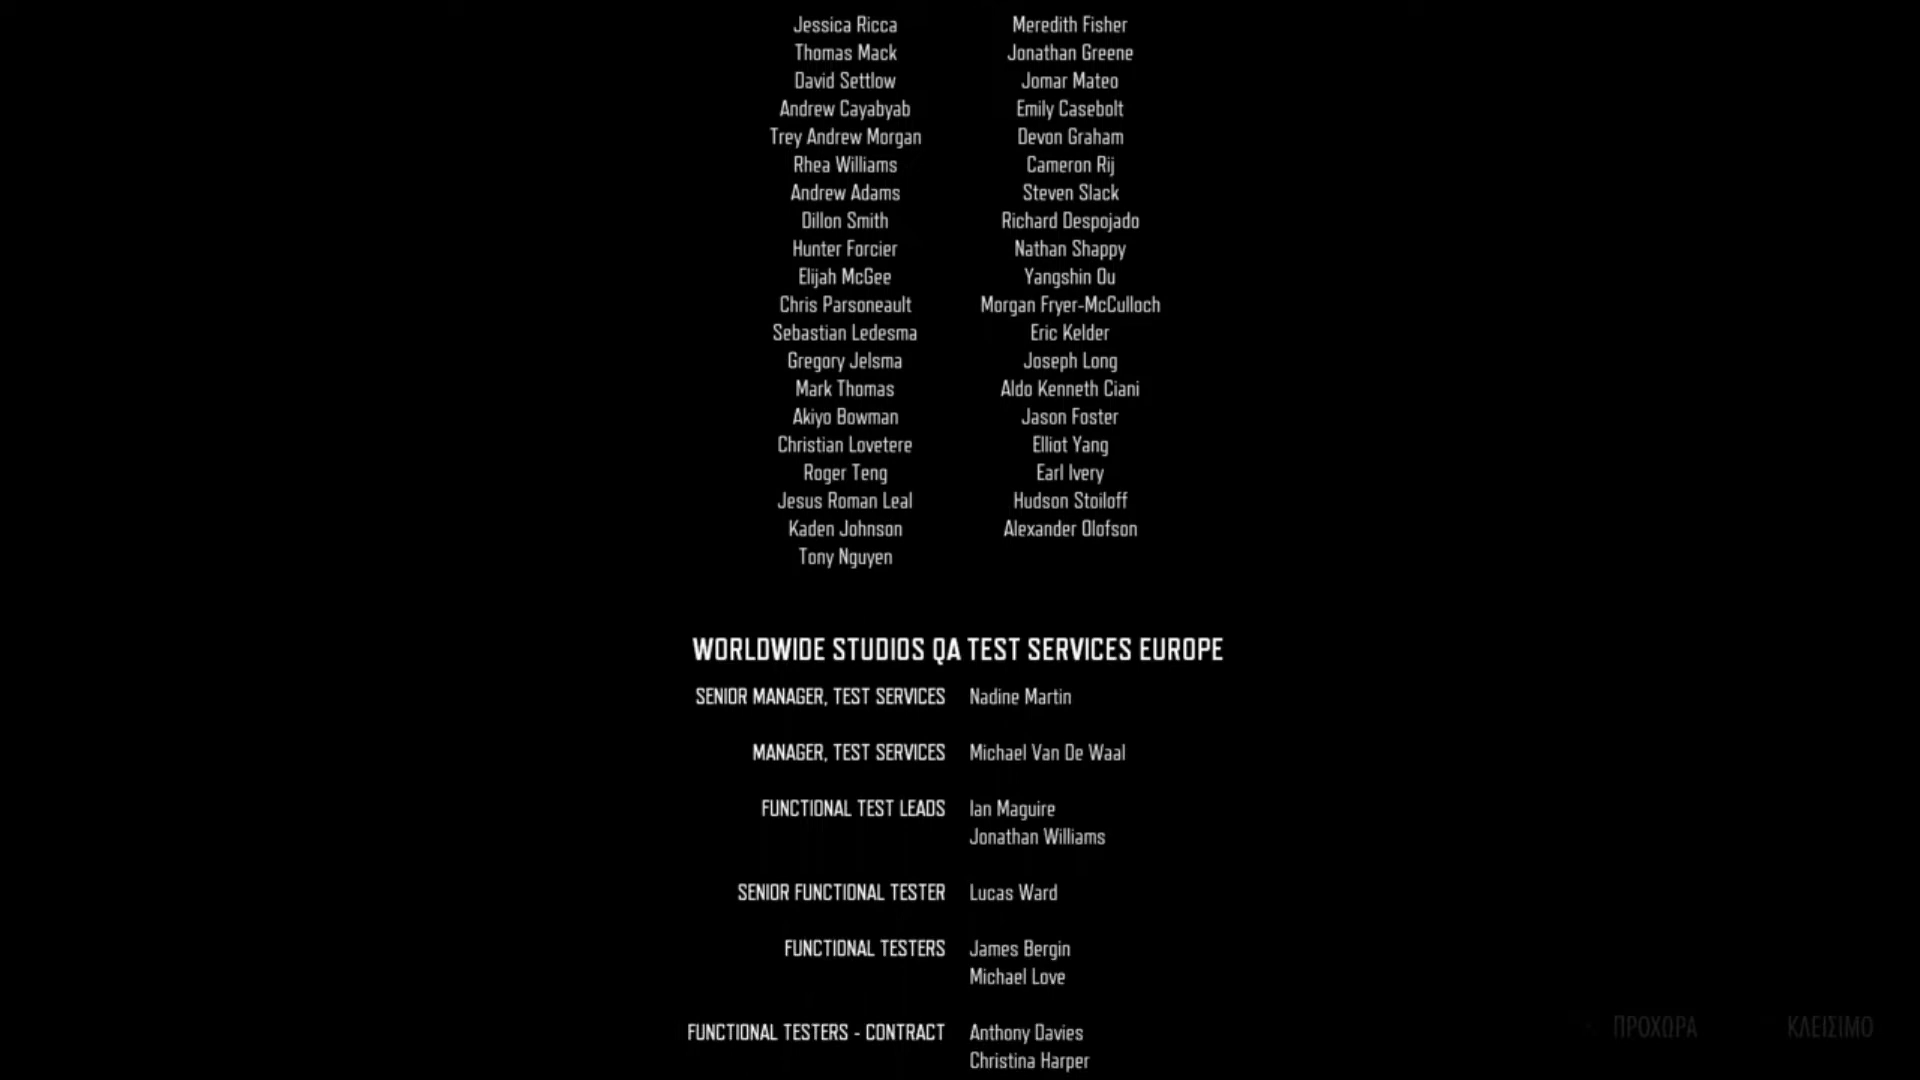 Jessica Ricca Meredith Fisher
Thomas Mack Jonathan Greene
David Settlow Jomar Mateo
Andrew Cayabyab Emily Casebolt
Trey Andrew Morgan Devon Graham
Rhea Williams Cameron Rij
Andrew Adams Steven Slack
Dillon Smith Richard Despojado
Hunter Forcier Nathan Shappy
Elijah McGee Yangshin Ou
Chris Parsoneault Morgan Fryer-McCulloch
Sebastian Ledesma Eric Kelder
Gregory Jelsma Joseph Long
Mark Thomas Aldo Kenneth Ciani
Akiyo Bowman Jason Foster
Christian Lovetere Elliot Yang
Roger Teng Earl Ivery
Jesus Roman Leal Hudson Stoiloff
Kaden Johnson Alexander Olofson
Tony Nguyen
WORLDWIDE STUDIOS QA TEST SERVICES EUROPE
SENIOR MANAGER, TEST SERVICES Nadine Martin
MANAGER, TEST SERVICES Michael Van De Waal
FUNCTIONAL TEST LEADS Ian Maguire
Jonathan Williams
SENIOR FUNCTIONAL TESTER Lucas Ward
FUNCTIONAL TESTERS James Bergin
Michael Love
FUNCTIONAL TESTERS - CONTRACT Anthony Davies
Christina Harper
ΠΡΟΧΩΡΑ ΚΛΕΙΣΙΜΟ